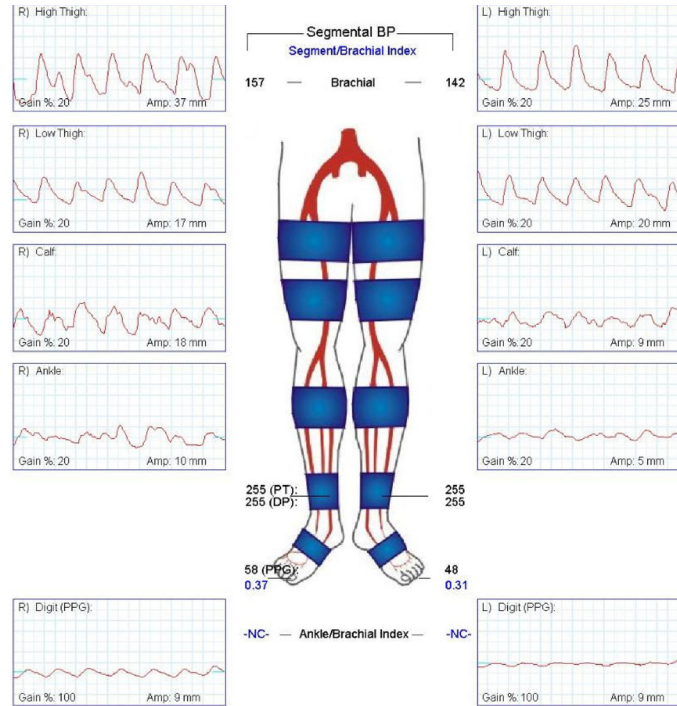 R) High Thigh:
Gain %: 20 Amp: 37 mm
R) Low Thigh:
Gain %: 20 Amp: 17 mm
R) Calf:
Gain %:20 Amp: 18 mm
R) Ankle:
Gain %: 20 Amp: 10 mm
R) Digit (PPG):
Gain %: 100 Amp: 9 mm
Segmental BP
Segment/Brachial Index
157 Brachial 142
255 (PT): 255
255 (DP): 255
58 (PPG): 48
0.37 0.31
-NC- Ankle/Brachial Index -NC-
L) High Thigh:
Gain %: 20 Amp: 25 mm
L) Low Thigh:
Gain %: 20 Amp: 20 mm
L) Calf:
Gain %:20 Amp: 9 mm
L) Ankle:
Gain %:20 Amp: 5 mm
L) Digit (PPG):
Gain %:100 Amp: 9 mm